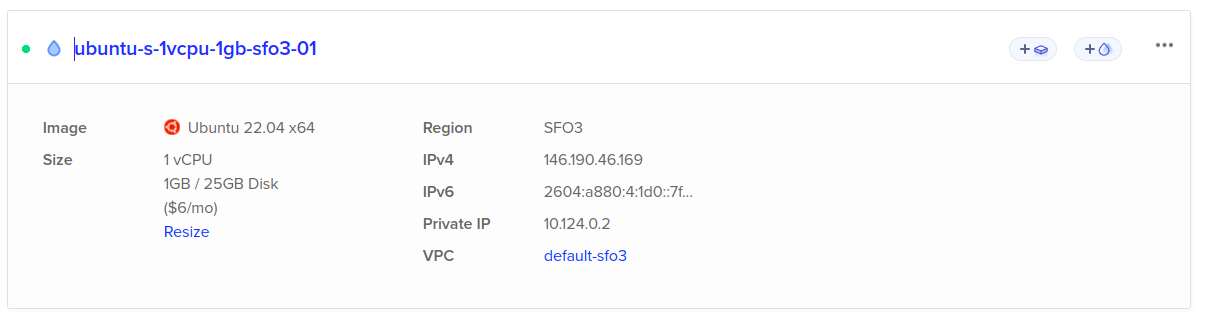 ubuntu-s-1vcpu-1gb-sfo3-01
Image Ubuntu 22.04 x64
Size 1 vCPU
1GB / 25GB Disk
($6/mo)
Resize
Region SFO3
IPv4 146.190.46.169
IPv6 2604:a880:4:1d0::7f...
Private IP 10.124.0.2
VPC default-sfo3